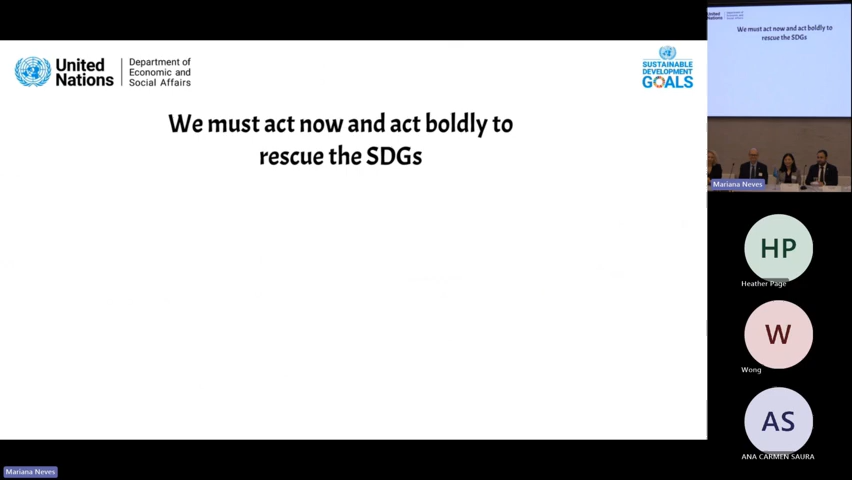 United
Nations
Department of
Economic and
Social Affairs
SUSTAINABLE
DEVELOPMENT
GOALS
We must act now and act boldly to
rescue the SDGs
Nations
We must act now and act boldly to
rescue the SDGs
Mariana Neves
HP
Heather Page
W
Wong
AS
ANA CARMEN SAURA
Mariana Neves